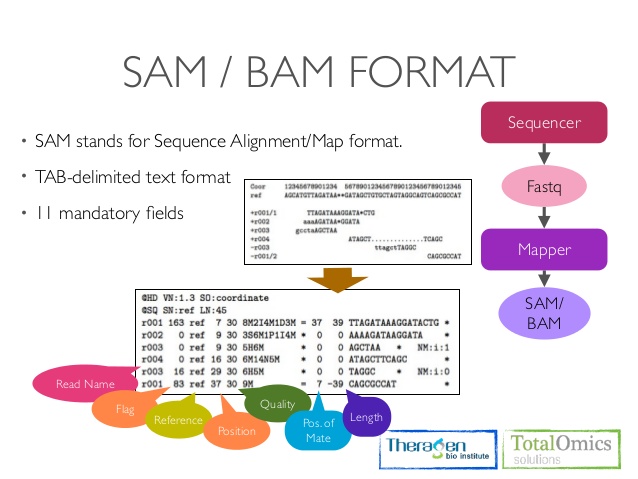 SAM / BAM FORMAT
• SAM stands for Sequence Alignment/Map format.
• TAB-delimited text format
• 11 mandatory fields
Sequencer
Fastq
Mapper
SAM/
BAM
Coor 12345678901234 5678901234567890123456789012345
ref AGCATGTTAGATAA**GATAGCTGTGCTAGTAGGCAGTCAGCGCCAT
+r001/1 TTAGATAAAGGATA*CTG
+r002 aaaAGATAA*GGATA
+r003 gcctaAGCTAA
+r004 ATAGCT..............TCAGC
-r003 ttagctTAGGC
-r001/2 CAGCGCCAT
@HD VN:1.3 SO:coordinate
@SQ SN:ref LN:45
r001 163 ref 7 30 8M2I4M1D3M = 37 39 TTAGATAAAGGATACTG *
r002 0 ref 9 30 3S6M1P1I4M * 0 0 AAAAGATAAGGATA *
r003 0 ref 9 30 5H6M * 0 0 AGCTAA * NM:i:1
r004 0 ref 16 30 6M14N5M * 0 0 ATAGCTTCAGC *
r003 16 ref 29 30 6H5M * 0 0 TAGGC * NM:i:0
r001 83 ref 37 30 9M = 7 -39 CAGCGCCAT *
Read Name
Flag
Reference
Position
Quality
Pos. of
Mate
Length
Theragen
bio institute
TotalOmics
solutions